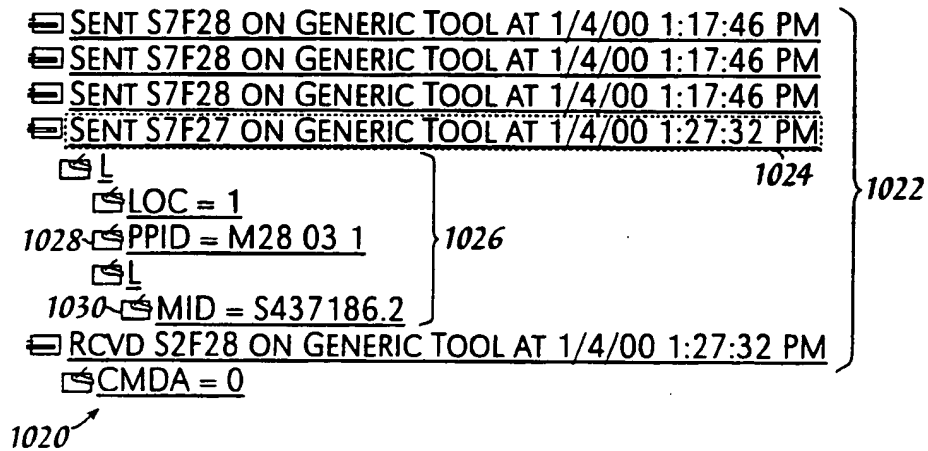 SENT S7F28 ON GENERIC TOOL AT 1/4/00 1:17:46 PM
SENT S7F28 ON GENERIC TOOL AT 1/4/00 1:17:46 PM
SENT S7F28 ON GENERIC TOOL AT 1/4/00 1:17:46 PM
SENT S7F27 ON GENERIC TOOL AT 1/4/00 1:27:32 PM
1024
L
1022
LOC = 1
1028 PPID = M28 03 1 1026
L
1030 MID = S437186.2
RCVD S2F28 ON GENERIC TOOL AT 1/4/00 1:27:32 PM
CMDA = 0
1020